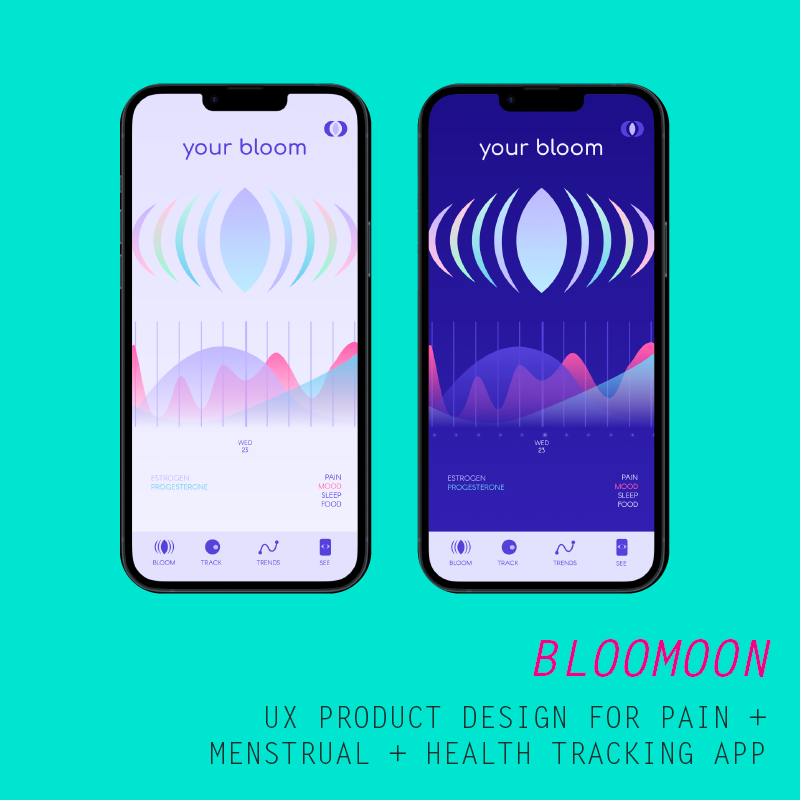 your bloom
WED
23
ESTROGEN
PROGESTERONE
PAIN
MOOD
SLEEP
FOOD
BLOOM
TRACK
TRENDS
SEE
your bloom
WED
23
ESTROGEN
PROGESTERONE
PAIN
MOOD
SLEEP
FOOD
BLOOM
TRACK
TRENDS
SEE
BLOOMOON
UX PRODUCT DESIGN FOR PAIN +
MENSTRUAL + HEALTH TRACKING APP